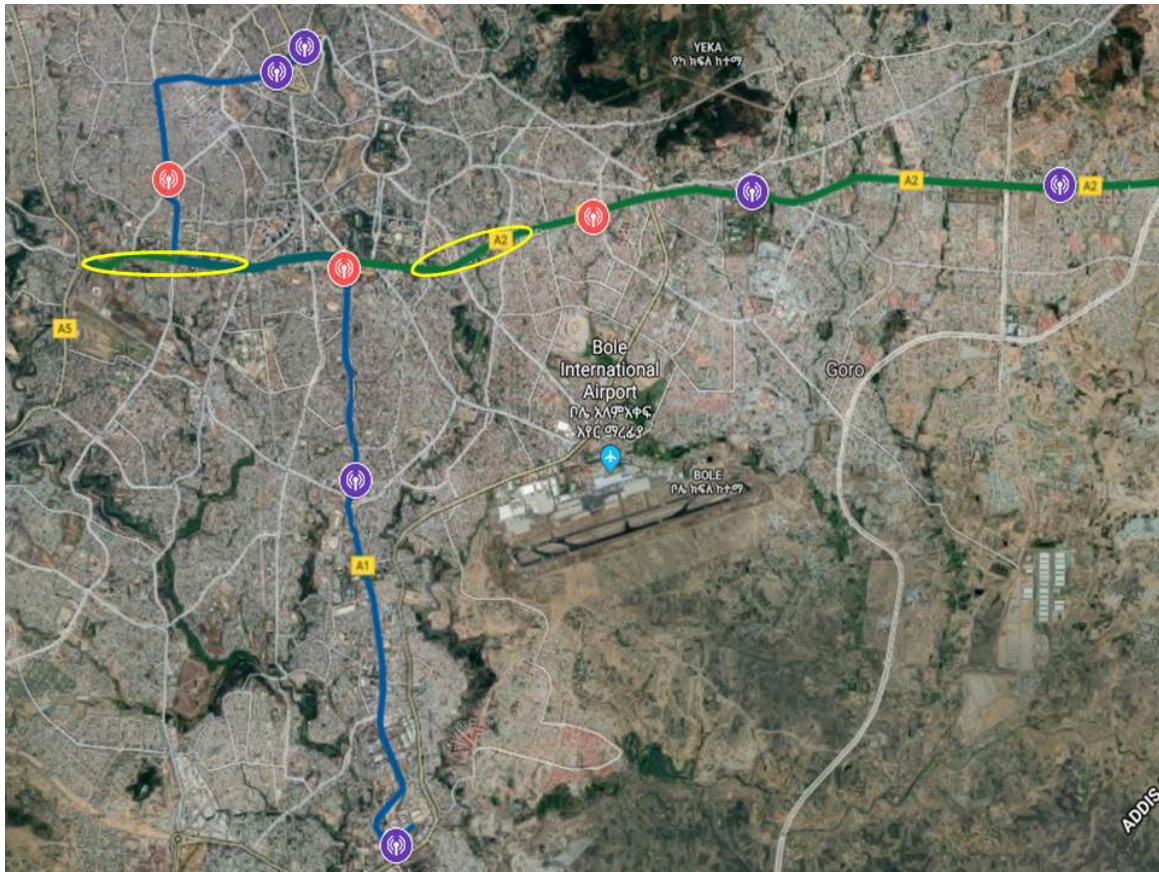 YEKA
የካ ክፍለ ከተማ
A2
A2
A2
A5
Bole
International
Airport
ቦሌ አለምአቀፍ
አየር ማረፊያ
Goro
BOLE
ቦሌ ክፍለ ከተማ
A1
ADDIS